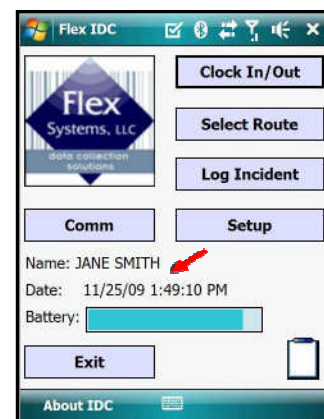 Flex IDC
Clock In/Out
Flex
Systems, LLC
data collection
solutions
Select Route
Log Incident
Comm
Setup
Name: JANE SMITH
Date: 11/25/09 1:49:10 PM
Battery:
Exit
About IDC